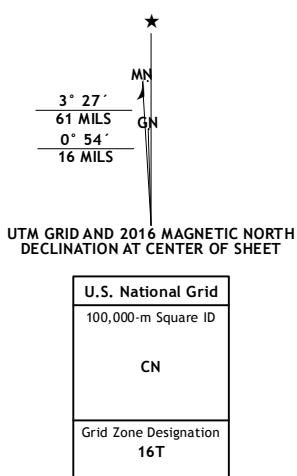 ★
MN
3° 27´
61 MILS
GN
0° 54´
16 MILS
UTM GRID AND 2016 MAGNETIC NORTH
DECLINATION AT CENTER OF SHEET
U.S. National Grid
100,000-m Square ID
CN
Grid Zone Designation
16T